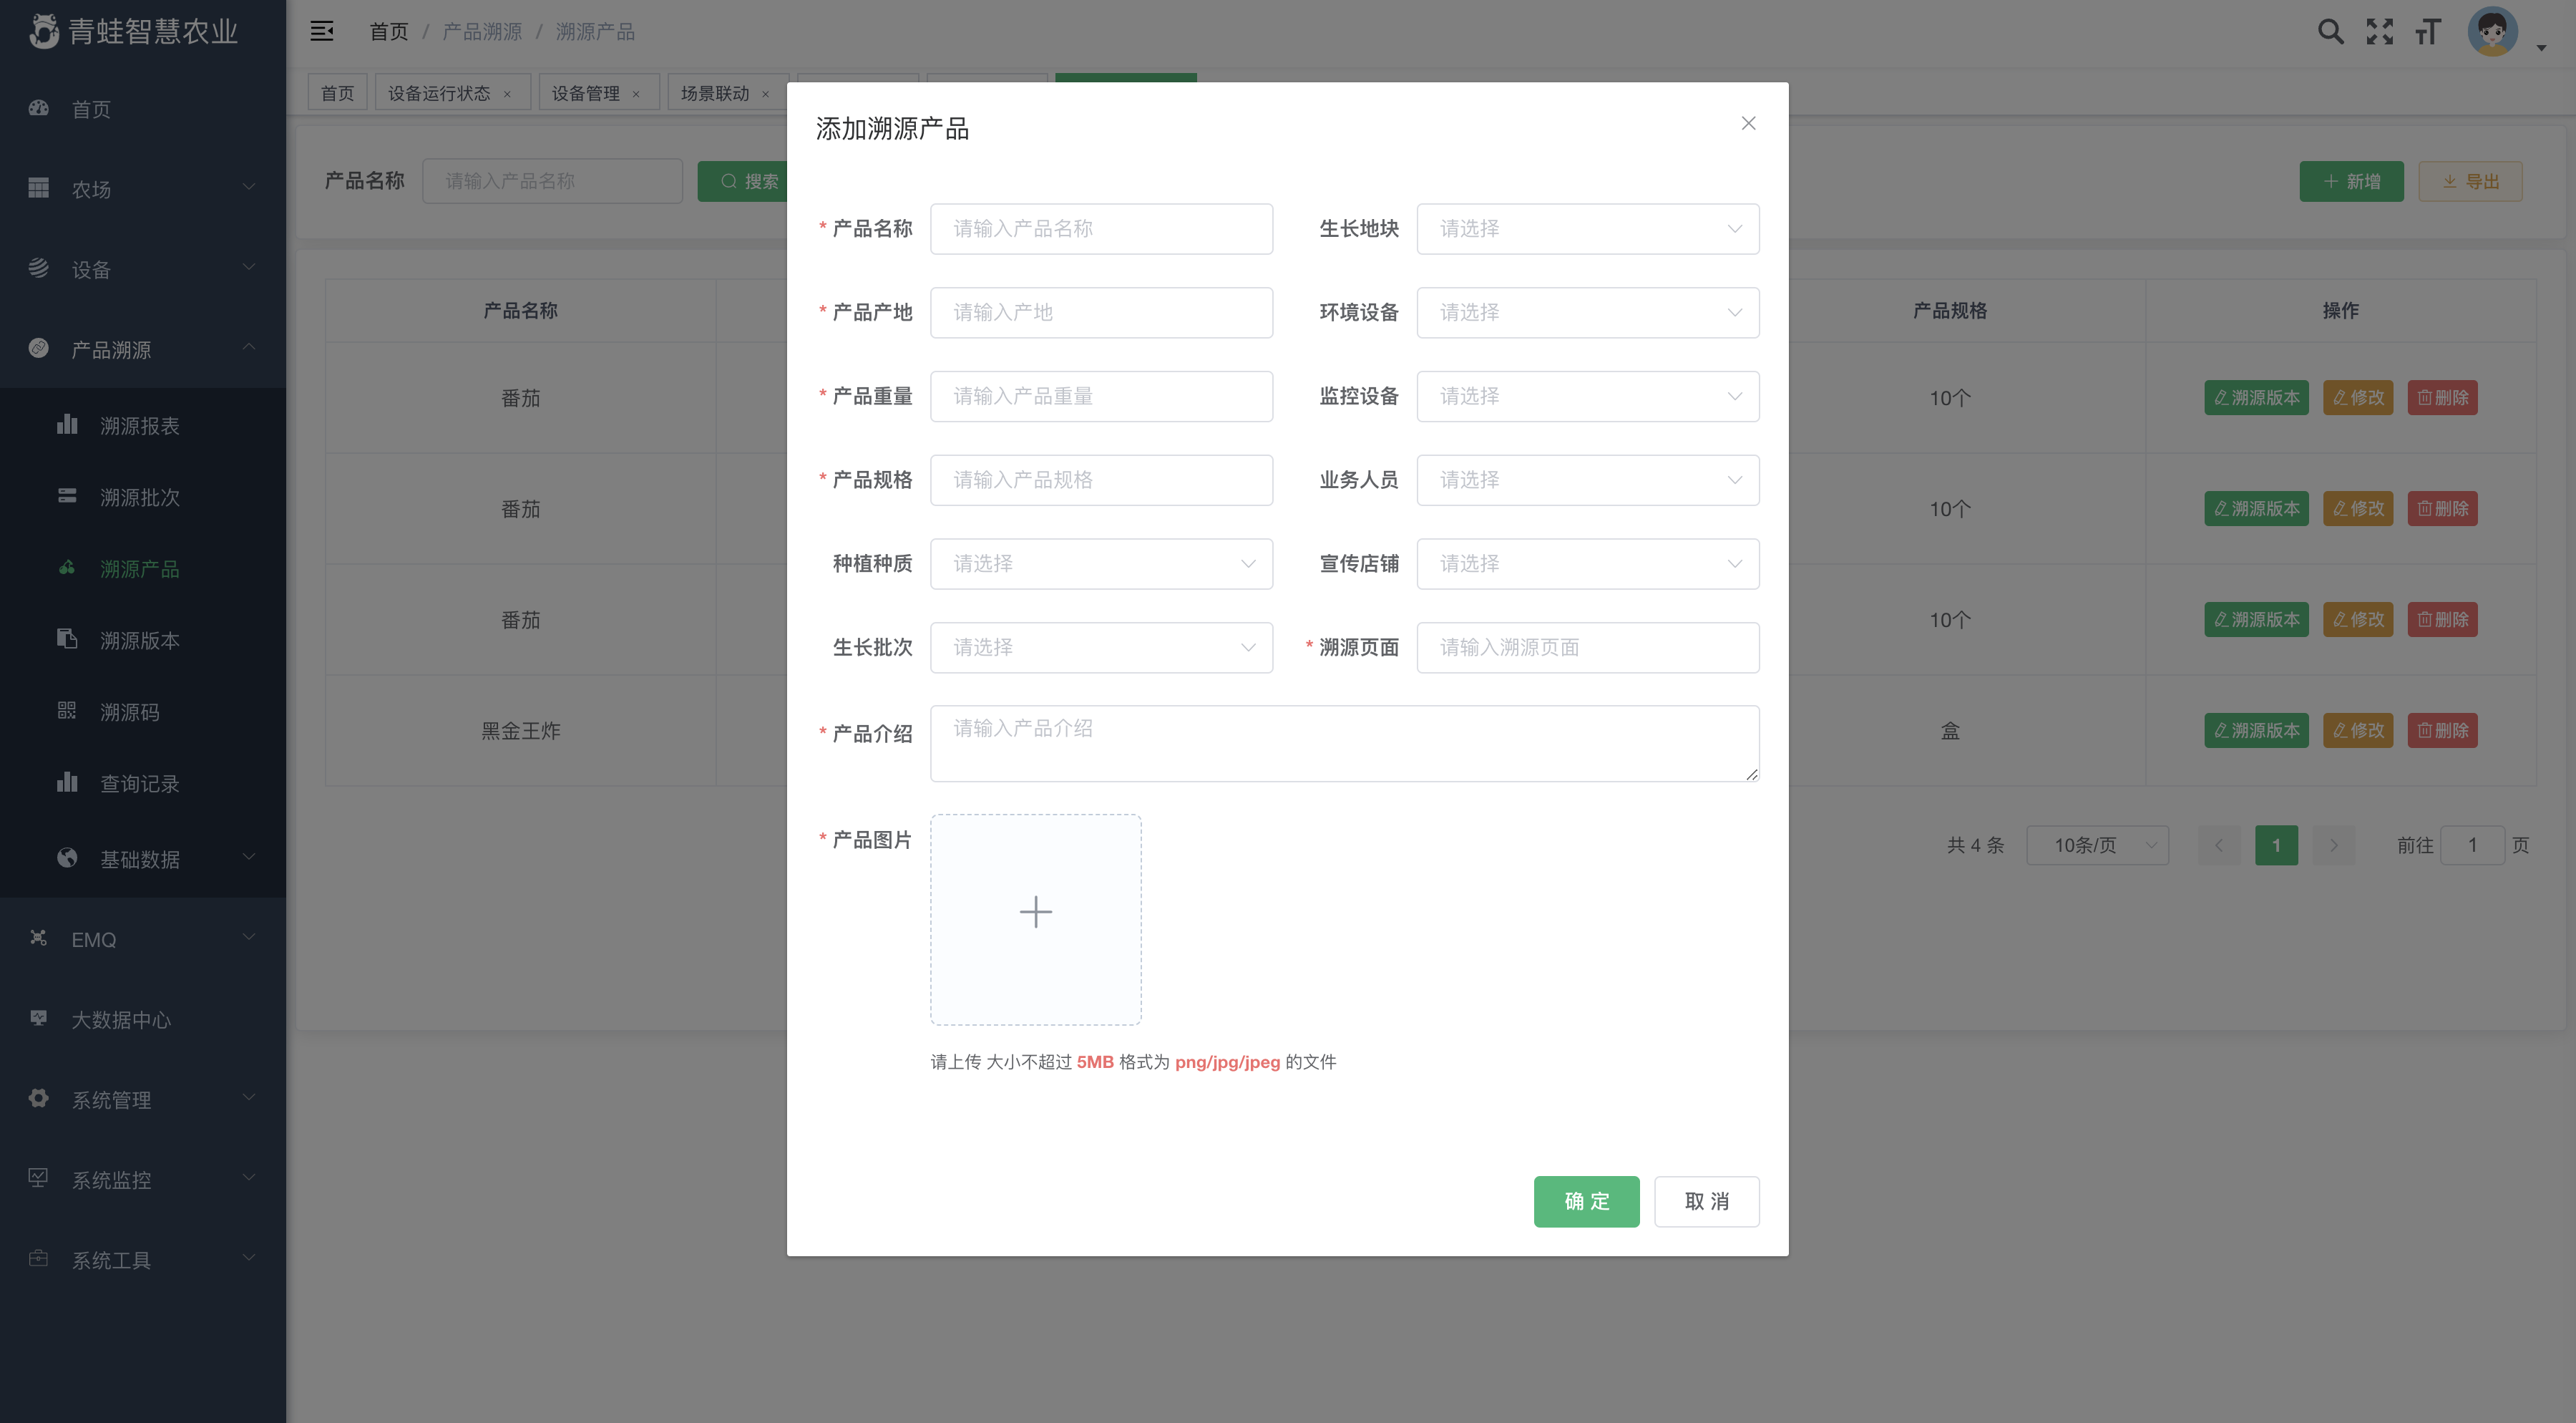 青蛙智慧农业
首页 / 产品溯源 / 溯源产品
首页
设备运行状态 ×
设备管理 ×
场景联动 ×
首页
农场
设备
产品溯源
溯源报表
溯源批次
溯源产品
溯源版本
溯源码
查询记录
基础数据
EMQ
大数据中心
系统管理
系统监控
系统工具
产品名称 请输入产品名称 搜索
新增 导出
产品名称 产品规格 操作
番茄 10个 溯源版本 修改 删除
番茄 10个 溯源版本 修改 删除
番茄 10个 溯源版本 修改 删除
黑金王炸 盒 溯源版本 修改 删除
共 4 条 10条/页 1 前往 1 页
添加溯源产品
* 产品名称 请输入产品名称 生长地块 请选择
* 产品产地 请输入产地 环境设备 请选择
* 产品重量 请输入产品重量 监控设备 请选择
* 产品规格 请输入产品规格 业务人员 请选择
种植种质 请选择 宣传店铺 请选择
生长批次 请选择 * 溯源页面 请输入溯源页面
* 产品介绍 请输入产品介绍
* 产品图片
请上传 大小不超过 5MB 格式为 png/jpg/jpeg 的文件
确 定 取 消